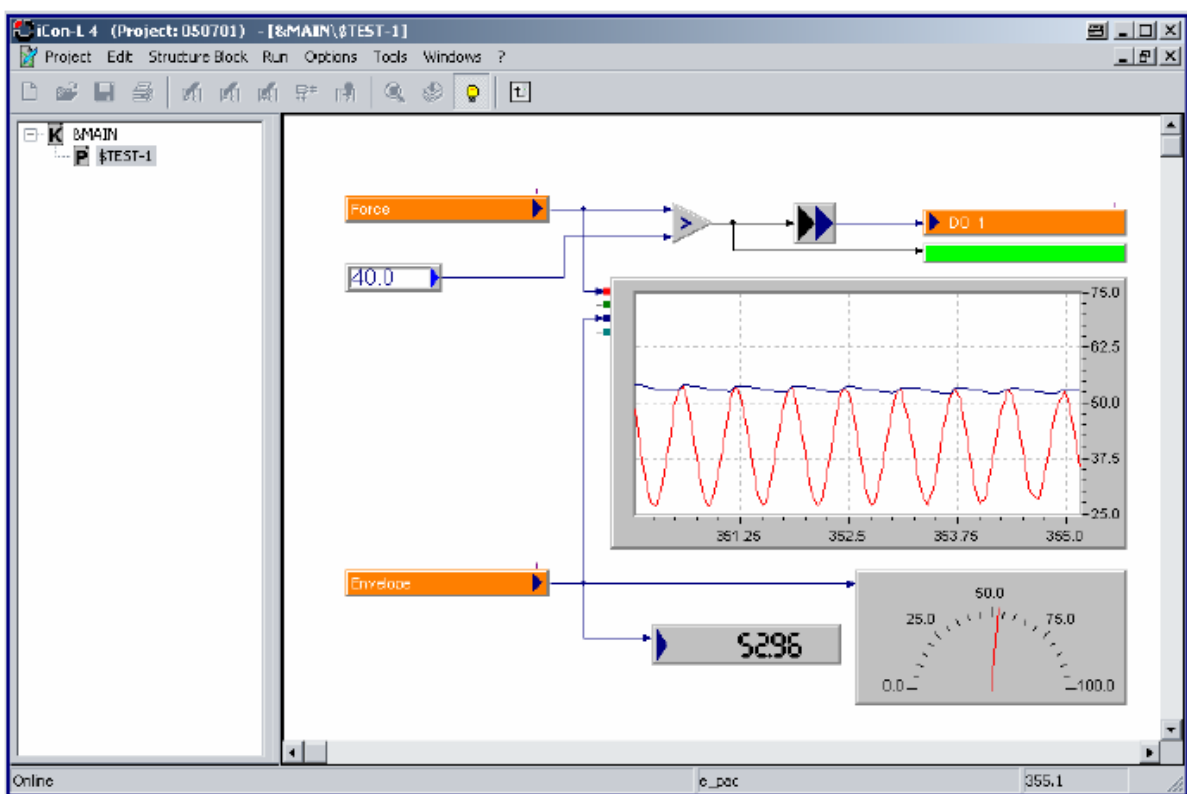 iCon-L 4 (Project: 050701) - [&MAIN\$TEST-1]
Project Edit Structure Block Run Options Tools Windows ?
K &MAIN
P $TEST-1
Force
>
DO 1
40.0
75.0
62.5
50.0
37.5
25.0
351.25 352.5 353.75 355.0
Envelope
52.96
0.0 25.0 50.0 75.0 100.0
Online e_pac 355.1